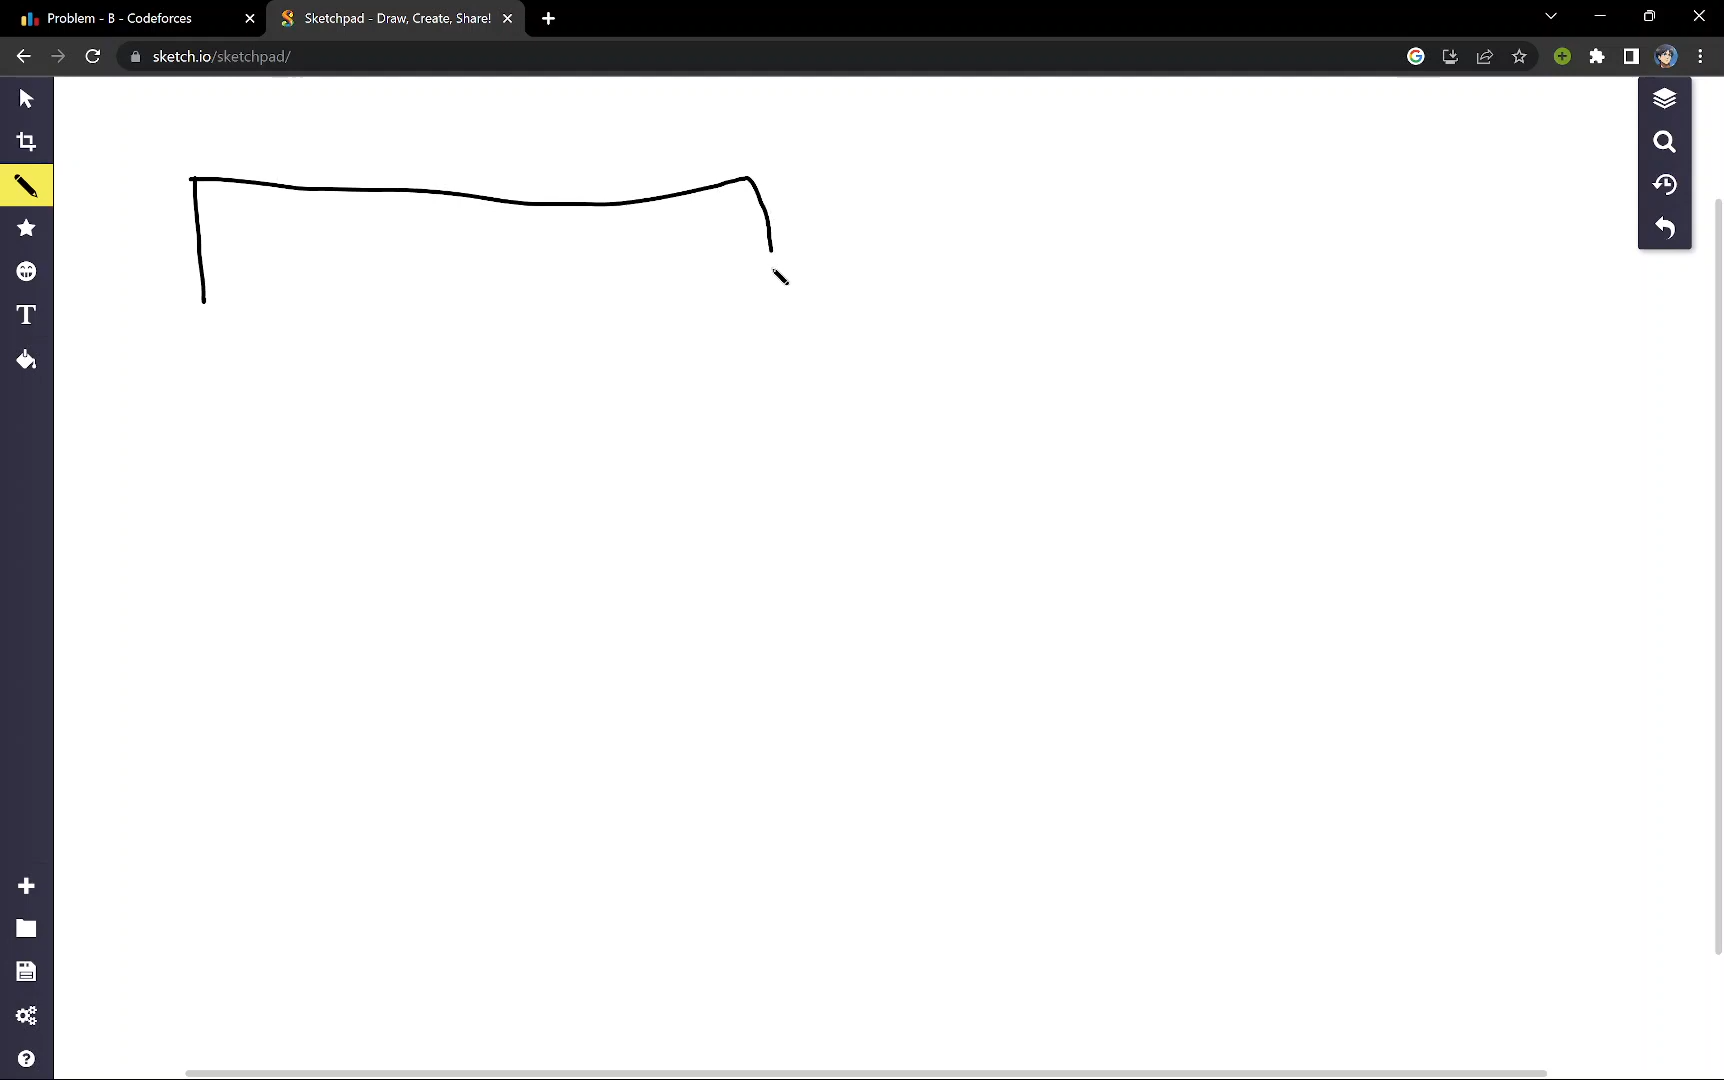 Problem - B - Codeforces
Sketchpad - Draw, Create, Share!
sketch.io/sketchpad/
T
?